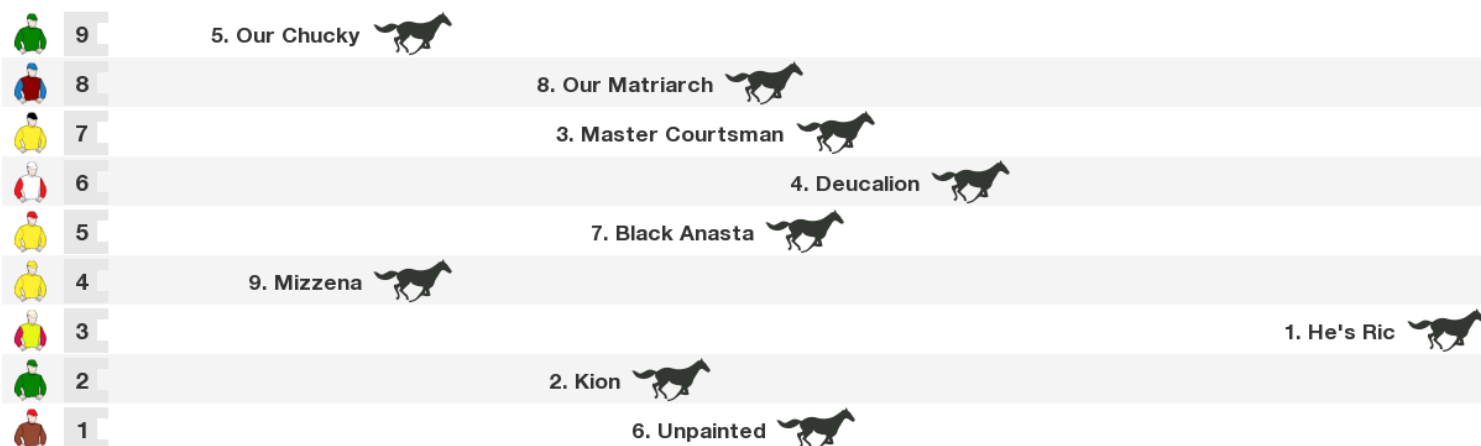 9 5. Our Chucky
8 8. Our Matriarch
7 3. Master Courtsman
6 4. Deucalion
5 7. Black Anasta
4 9. Mizzena
3 1. He's Ric
2 2. Kion
1 6. Unpainted